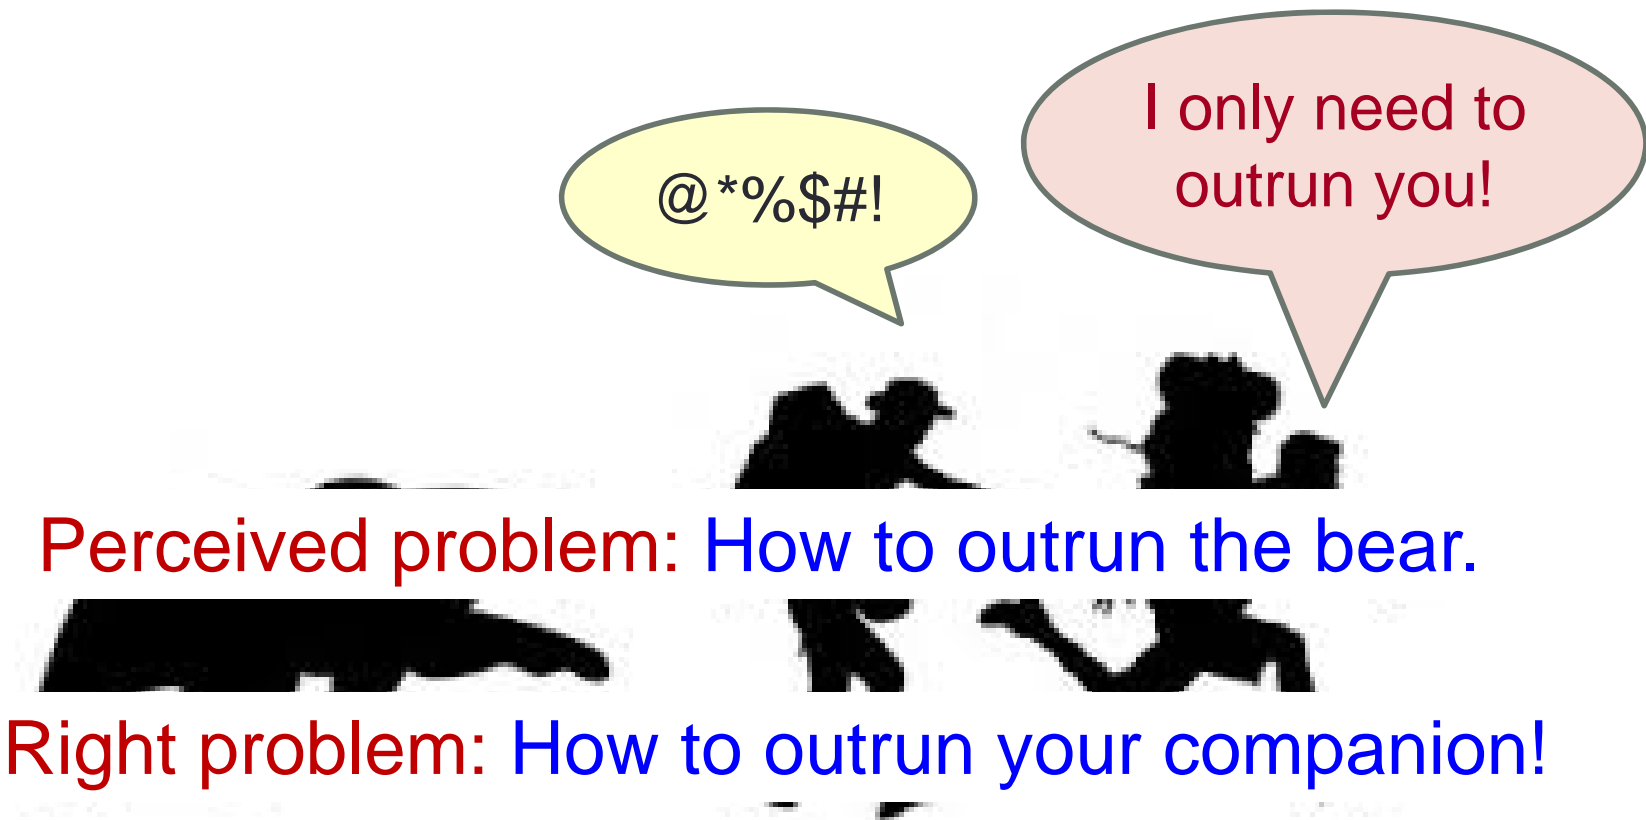 I only need to
outrun you!
@*%$#!
Perceived problem: How to outrun the bear.
Right problem: How to outrun your companion!